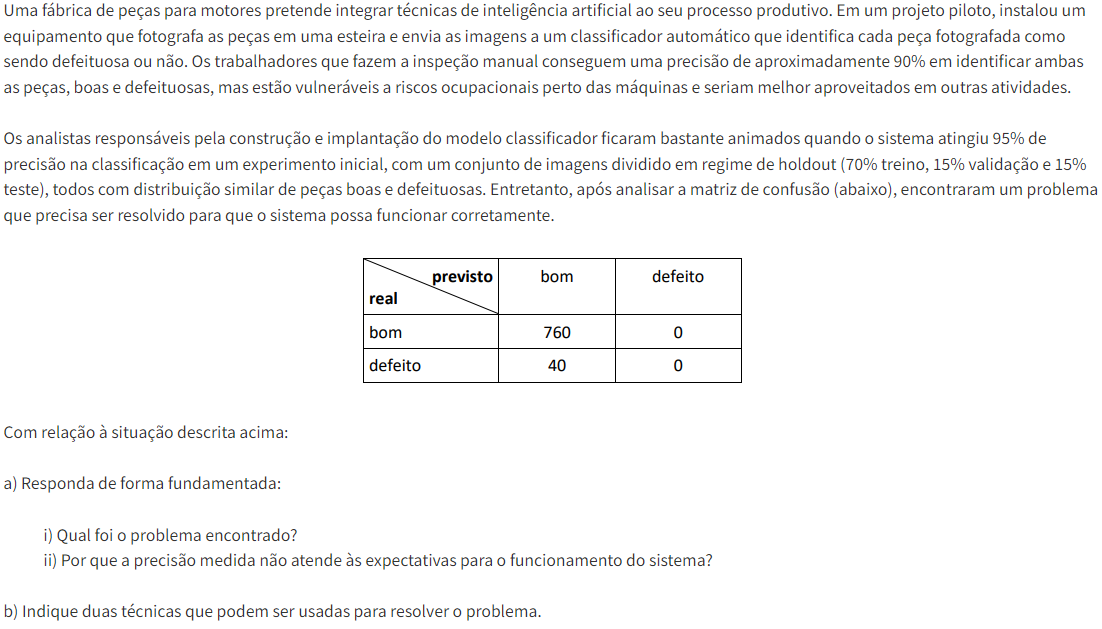 Uma fábrica de peças para motores pretende integrar técnicas de inteligência artificial ao seu processo produtivo. Em um projeto piloto, instalou um
equipamento que fotografa as peças em uma esteira e envia as imagens a um classificador automático que identifica cada peça fotografada como
sendo defeituosa ou não. Os trabalhadores que fazem a inspeção manual conseguem uma precisão de aproximadamente 90% em identificar ambas
as peças, boas e defeituosas, mas estão vulneráveis a riscos ocupacionais perto das máquinas e seriam melhor aproveitados em outras atividades.
Os analistas responsáveis pela construção e implantação do modelo classificador ficaram bastante animados quando o sistema atingiu 95% de
precisão na classificação em um experimento inicial, com um conjunto de imagens dividido em regime de holdout (70% treino, 15% validação e 15%
teste), todos com distribuição similar de peças boas e defeituosas. Entretanto, após analisar a matriz de confusão (abaixo), encontraram um problema
que precisa ser resolvido para que o sistema possa funcionar corretamente.
previsto bom defeito
real
bom 760 0
defeito 40 0
Com relação à situação descrita acima:
a) Responda de forma fundamentada:
i) Qual foi o problema encontrado?
ii) Por que a precisão medida não atende às expectativas para o funcionamento do sistema?
b) Indique duas técnicas que podem ser usadas para resolver o problema.